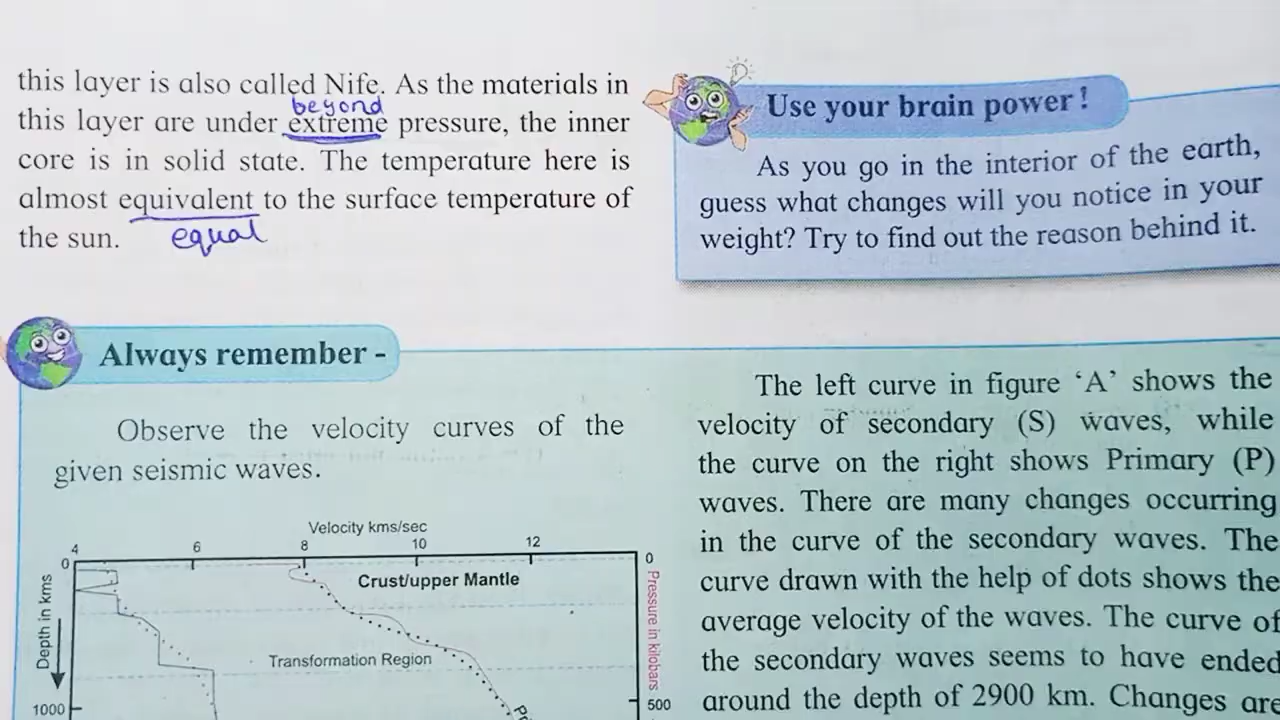 this layer is also called Nife. As the materials in
beyond
this layer are under extreme pressure, the inner
core is in solid state. The temperature here is
almost equivalent to the surface temperature of
the sun.
equal
Use your brain power!
As you go in the interior of the earth,
guess what changes will you notice in your
weight? Try to find out the reason behind it.
Always remember -
Observe the velocity curves of the
given seismic waves.
Velocity kms/sec
4 6 8 10 12
0 0
Crust/upper Mantle
Depth in kms
Pressure in kilobars
Transformation Region
1000 500
The left curve in figure ‘A’ shows the
velocity of secondary (S) waves, while
the curve on the right shows Primary (P)
waves. There are many changes occurring
in the curve of the secondary waves. The
curve drawn with the help of dots shows the
average velocity of the waves. The curve of
the secondary waves seems to have ended
around the depth of 2900 km. Changes are